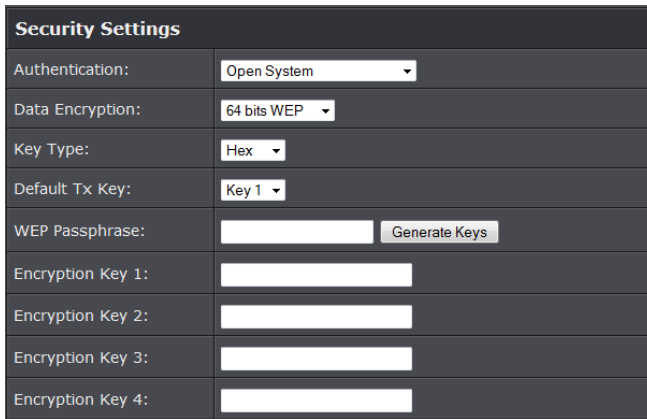 Security Settings
Authentication: Open System
Data Encryption: 64 bits WEP
Key Type: Hex
Default Tx Key: Key 1
WEP Passphrase: Generate Keys
Encryption Key 1:
Encryption Key 2:
Encryption Key 3:
Encryption Key 4: